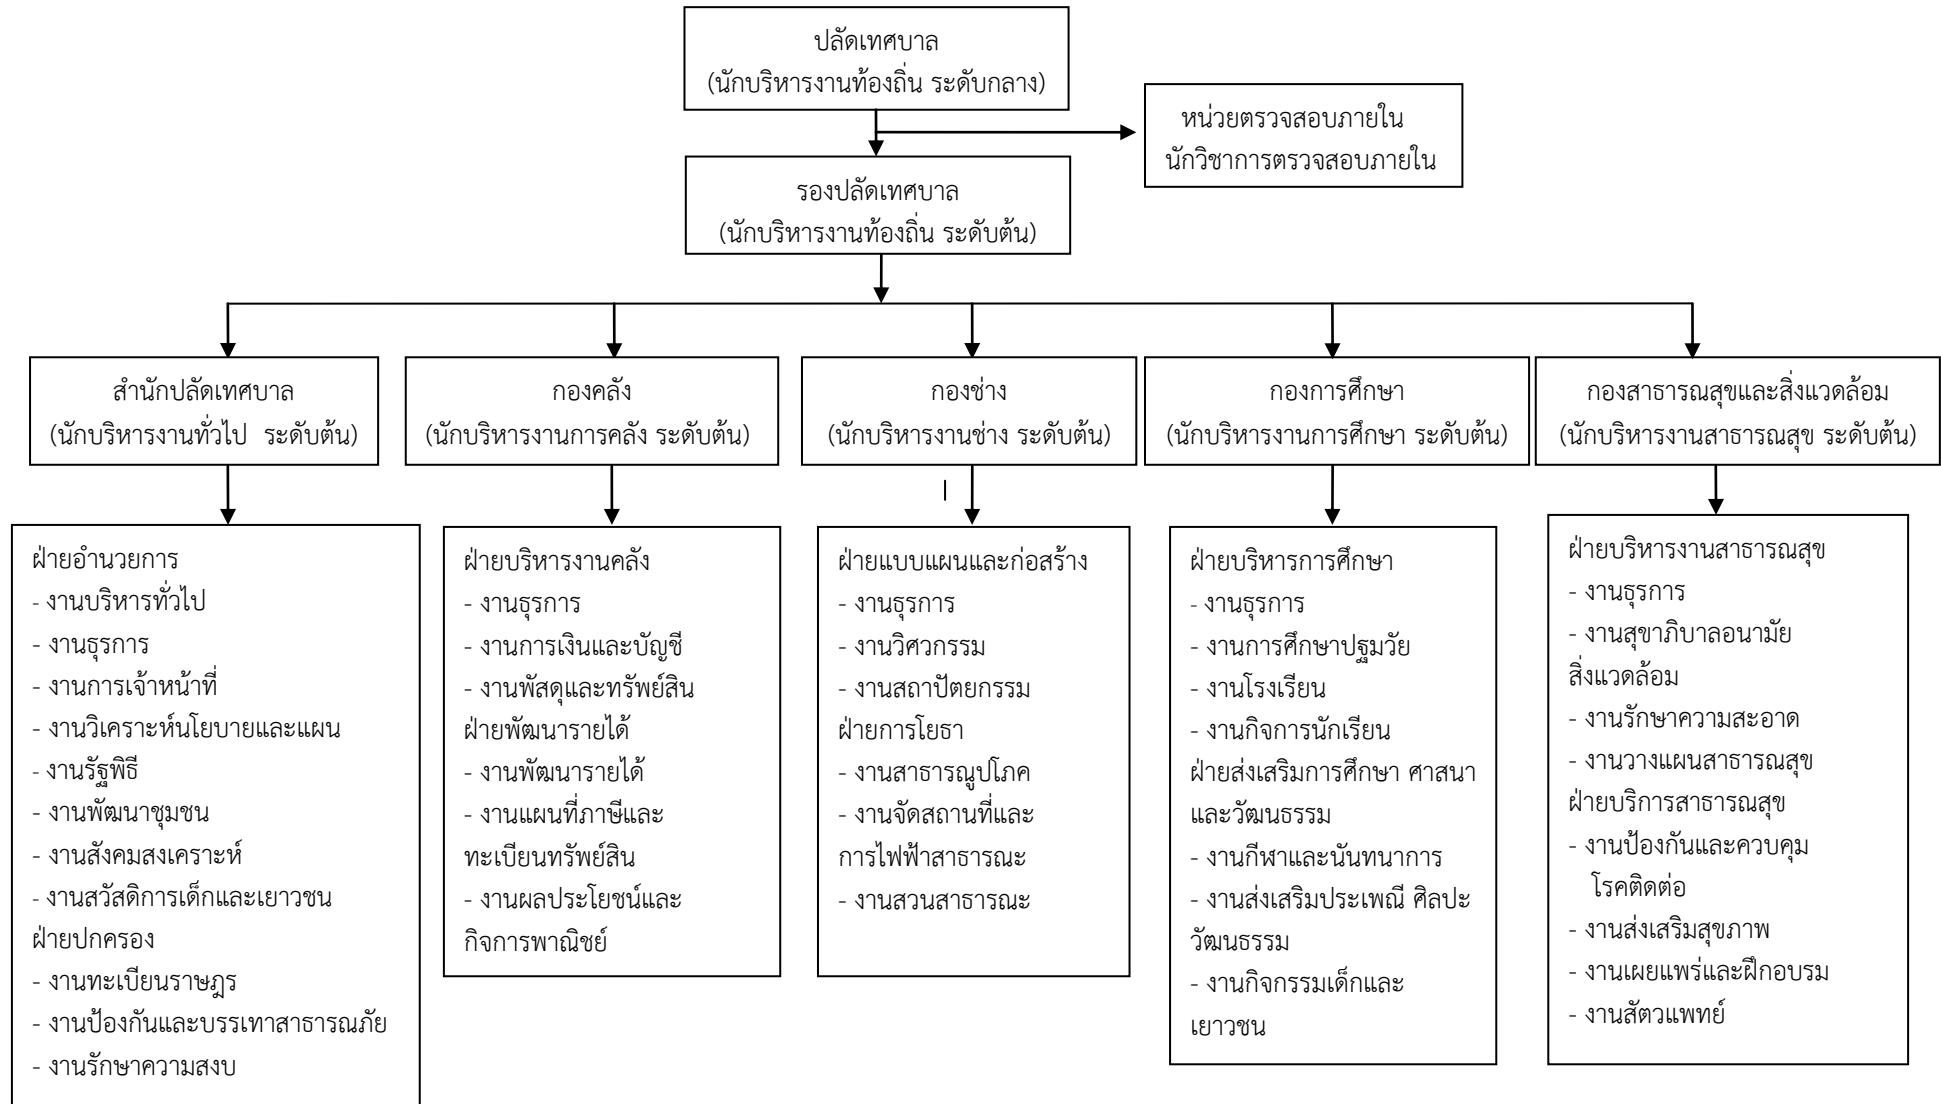 ปลัดเทศบาล
(นักบริหารงานท้องถิ่น ระดับกลาง)
หน่วยตรวจสอบภายใน
นักวิชาการตรวจสอบภายใน
รองปลัดเทศบาล
(นักบริหารงานท้องถิ่น ระดับต้น)
สำนักปลัดเทศบาล
(นักบริหารงานทั่วไป ระดับต้น)
กองคลัง
(นักบริหารงานการคลัง ระดับต้น)
กองช่าง
(นักบริหารงานช่าง ระดับต้น)
กองการศึกษา
(นักบริหารงานการศึกษา ระดับต้น)
กองสาธารณสุขและสิ่งแวดล้อม
(นักบริหารงานสาธารณสุข ระดับต้น)
ฝ่ายอำนวยการ
- งานบริหารทั่วไป
- งานธุรการ
- งานการเจ้าหน้าที่
- งานวิเคราะห์นโยบายและแผน
- งานรัฐพิธี
- งานพัฒนาชุมชน
- งานสังคมสงเคราะห์
- งานสวัสดิการเด็กและเยาวชน
ฝ่ายปกครอง
- งานทะเบียนราษฎร
- งานป้องกันและบรรเทาสาธารณภัย
- งานรักษาความสงบ
ฝ่ายบริหารงานคลัง
- งานธุรการ
- งานการเงินและบัญชี
- งานพัสดุและทรัพย์สิน
ฝ่ายพัฒนารายได้
- งานพัฒนารายได้
- งานแผนที่ภาษีและ
ทะเบียนทรัพย์สิน
- งานผลประโยชน์และ
กิจการพาณิชย์
ฝ่ายแบบแผนและก่อสร้าง
- งานธุรการ
- งานวิศวกรรม
- งานสถาปัตยกรรม
ฝ่ายการโยธา
- งานสาธารณูปโภค
- งานจัดสถานที่และ
การไฟฟ้าสาธารณะ
- งานสวนสาธารณะ
ฝ่ายบริหารการศึกษา
- งานธุรการ
- งานการศึกษาปฐมวัย
- งานโรงเรียน
- งานกิจการนักเรียน
ฝ่ายส่งเสริมการศึกษา ศาสนา
และวัฒนธรรม
- งานกีฬาและนันทนาการ
- งานส่งเสริมประเพณี ศิลปะ
วัฒนธรรม
- งานกิจกรรมเด็กและ
เยาวชน
ฝ่ายบริหารงานสาธารณสุข
- งานธุรการ
- งานสุขาภิบาลอนามัย
สิ่งแวดล้อม
- งานรักษาความสะอาด
- งานวางแผนสาธารณสุข
ฝ่ายบริการสาธารณสุข
- งานป้องกันและควบคุม
โรคติดต่อ
- งานส่งเสริมสุขภาพ
- งานเผยแพร่และฝึกอบรม
- งานสัตวแพทย์